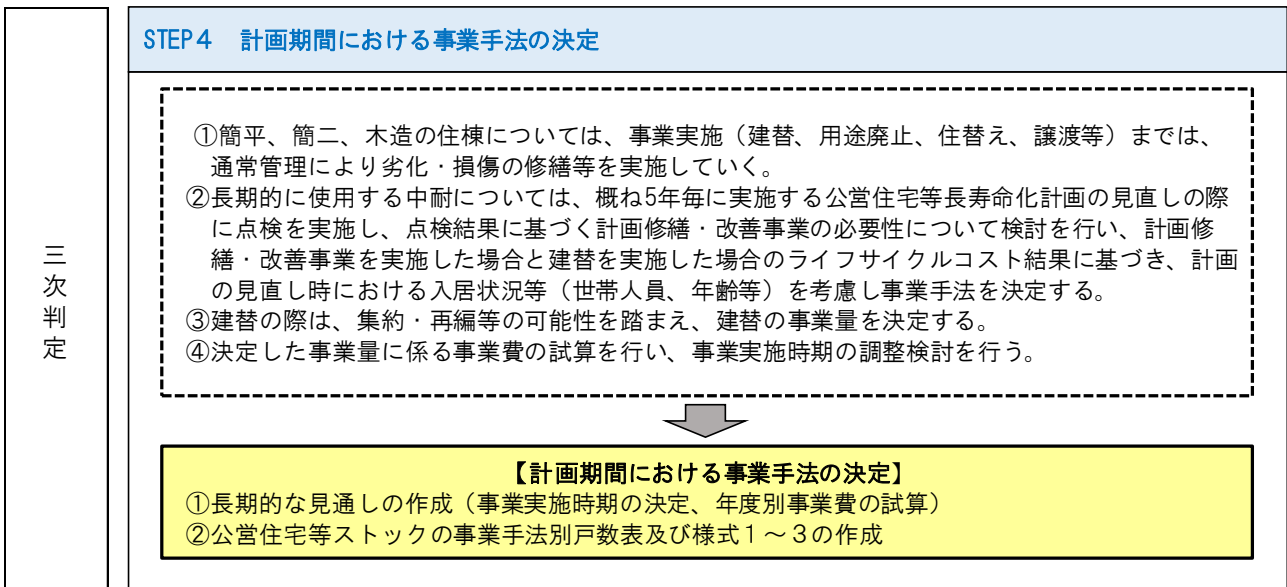 三次判定
STEP４　計画期間における事業手法の決定
①簡平、簡二、木造の住棟については、事業実施（建替、用途廃止、住替え、譲渡等）までは、
通常管理により劣化・損傷の修繕等を実施していく。
②長期的に使用する中耐については、概ね5年毎に実施する公営住宅等長寿命化計画の見直しの際
に点検を実施し、点検結果に基づく計画修繕・改善事業の必要性について検討を行い、計画修
繕・改善事業を実施した場合と建替を実施した場合のライフサイクルコスト結果に基づき、計画
の見直し時における入居状況等（世帯人員、年齢等）を考慮し事業手法を決定する。
③建替の際は、集約・再編等の可能性を踏まえ、建替の事業量を決定する。
④決定した事業量に係る事業費の試算を行い、事業実施時期の調整検討を行う。
【計画期間における事業手法の決定】
①長期的な見通しの作成（事業実施時期の決定、年度別事業費の試算）
②公営住宅等ストックの事業手法別戸数表及び様式１～３の作成